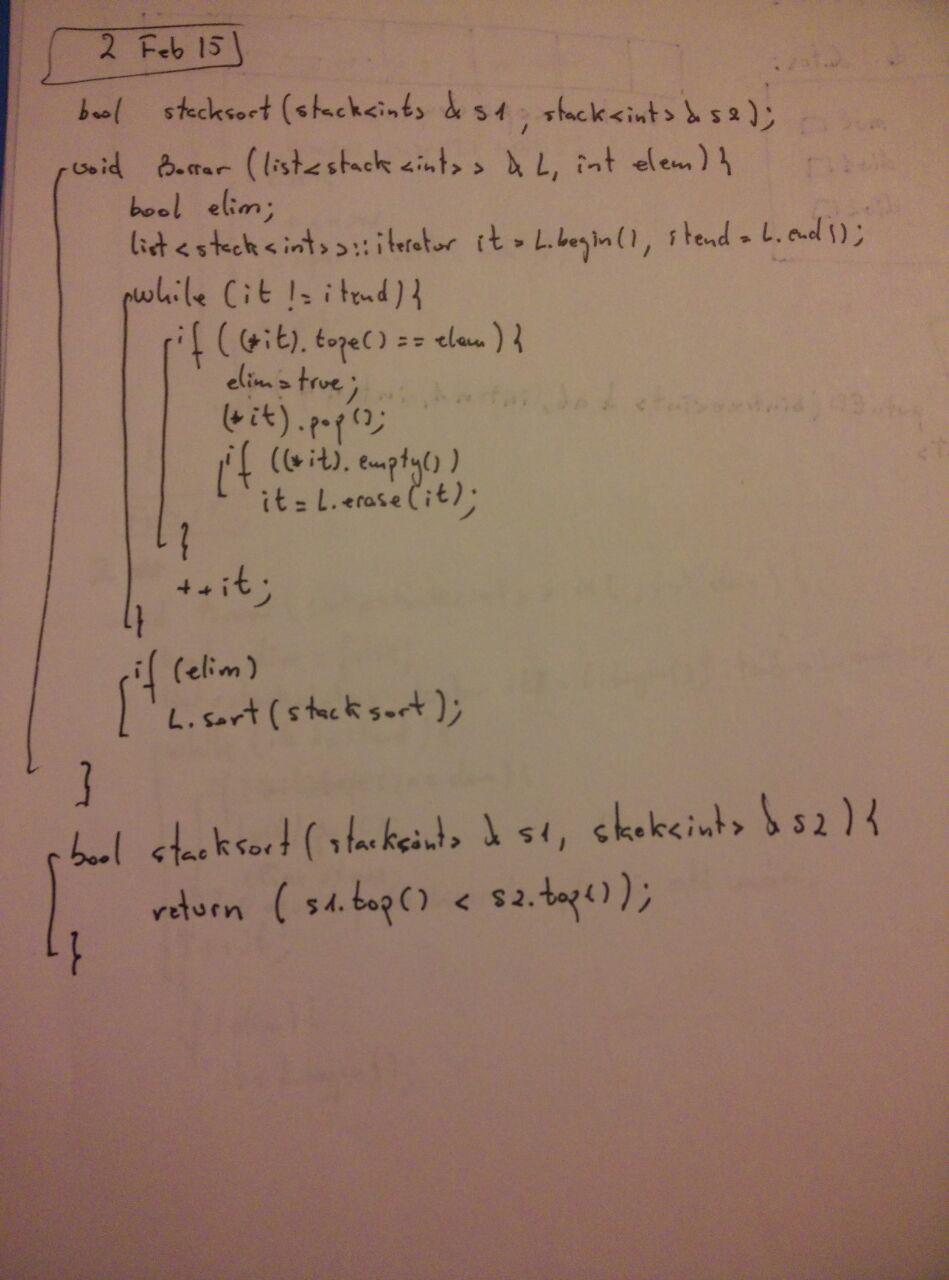 2 Feb 15
bool stacksort (stack<int> & s1, stack<int> & s2);
void Borrar (list<stack<int>> & L, int elem) {
bool elim;
list<stack<int>>::iterator it = L.begin(), itend = L.end();
while (it != itend) {
if ((*it).tope() == elem) {
elim = true;
(*it).pop();
if ((*it).empty())
it = L.erase(it);
}
++it;
}
if (elim)
L.sort(stacksort);
}
bool stacksort (stack<int> & s1, stack<int> & s2) {
return (s1.top() < s2.top());
}